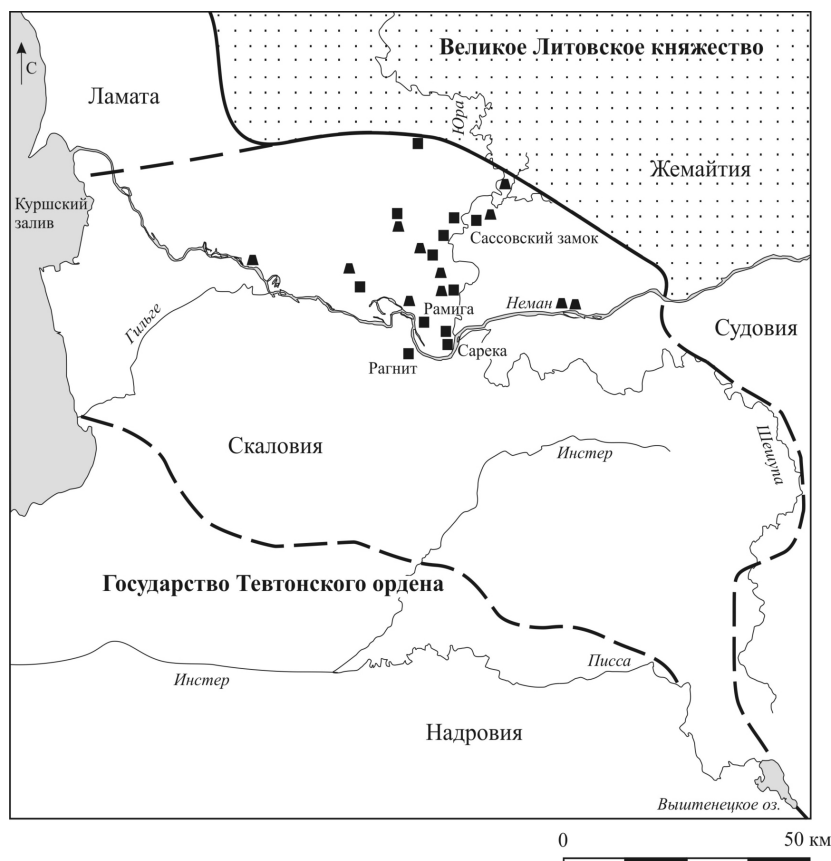 Великое Литовское княжество
С
Ламата
Юра
Жемайтия
Куршский
залив
Сассовский замок
Неман
Рамига
Гильге
Судовия
Сарека
Рагнит
Скаловия
Инстер
Шешупа
Государство Тевтонского ордена
Писса
Инстер
Надровия
Выштенецкое оз.
0
50 км